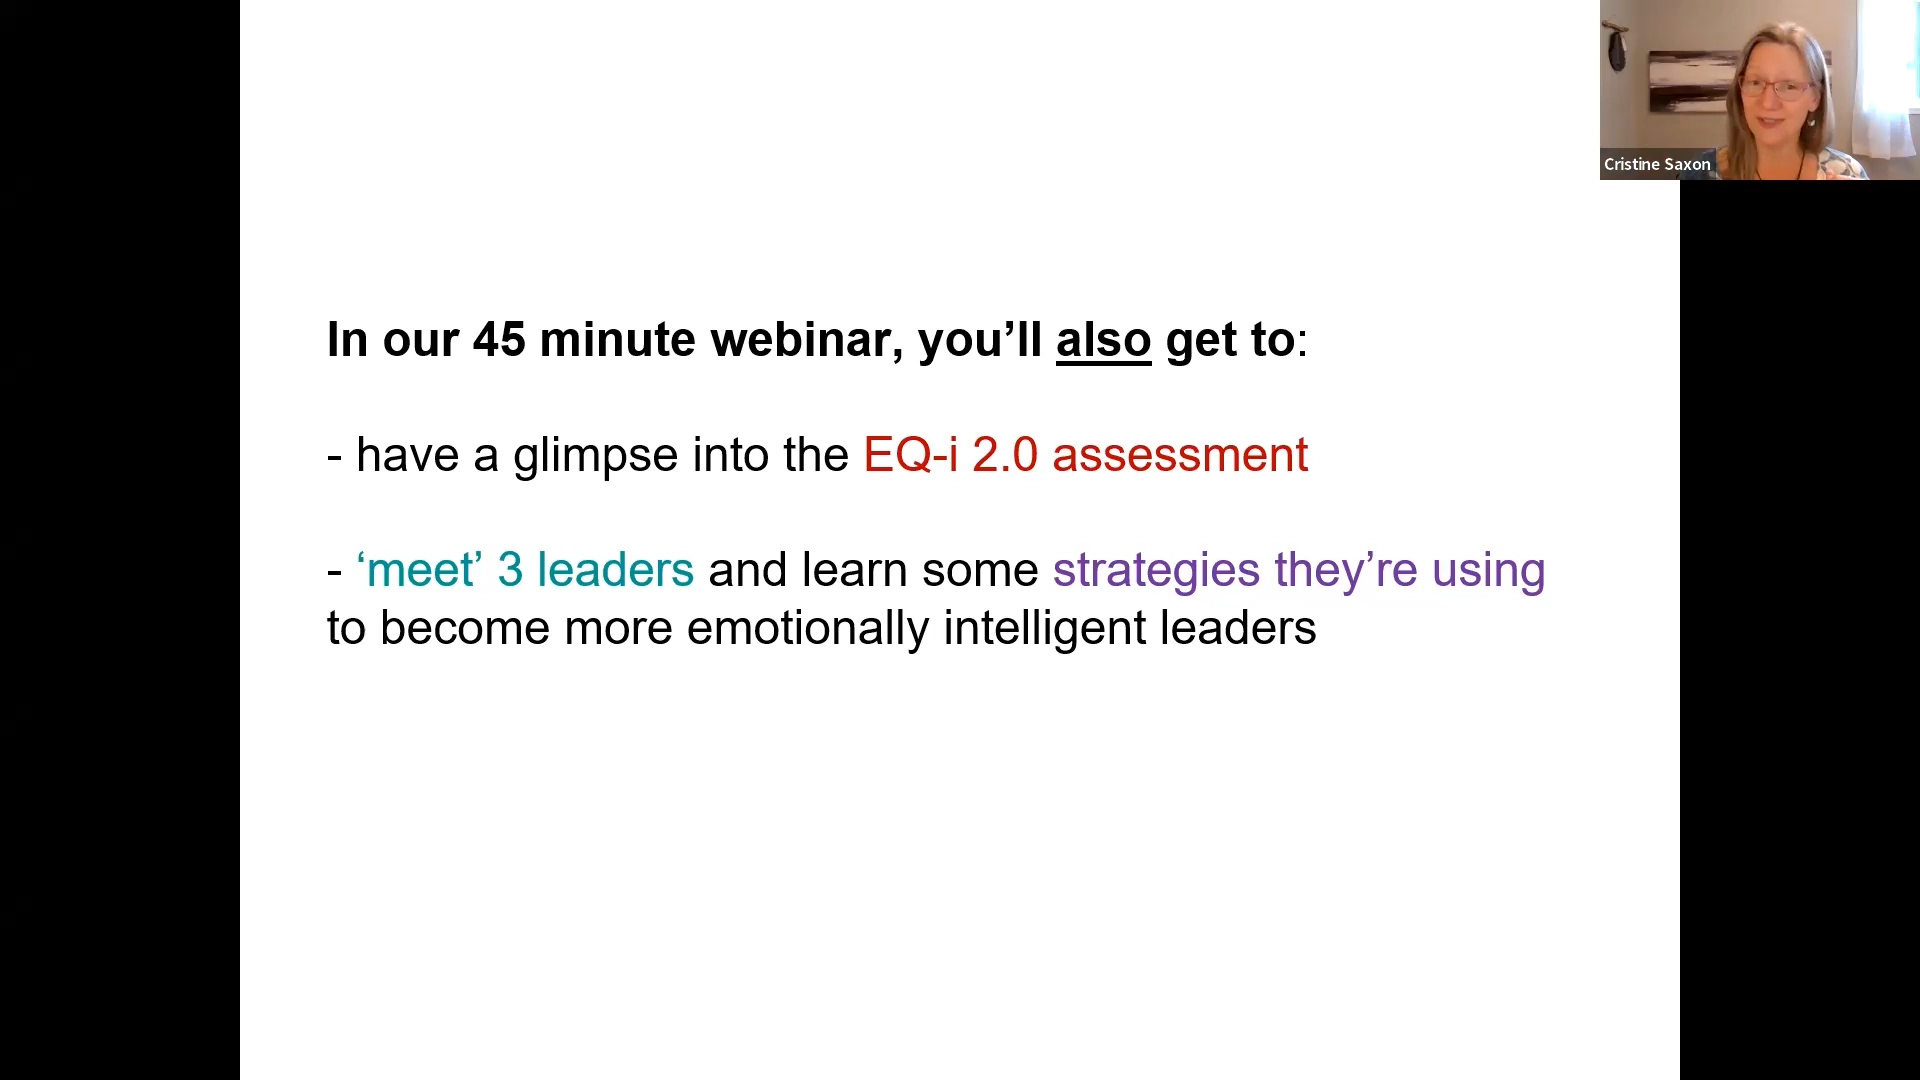 Cristine Saxon
In our 45 minute webinar, you’ll also get to:
- have a glimpse into the EQ-i 2.0 assessment
- ‘meet’ 3 leaders and learn some strategies they’re using
to become more emotionally intelligent leaders